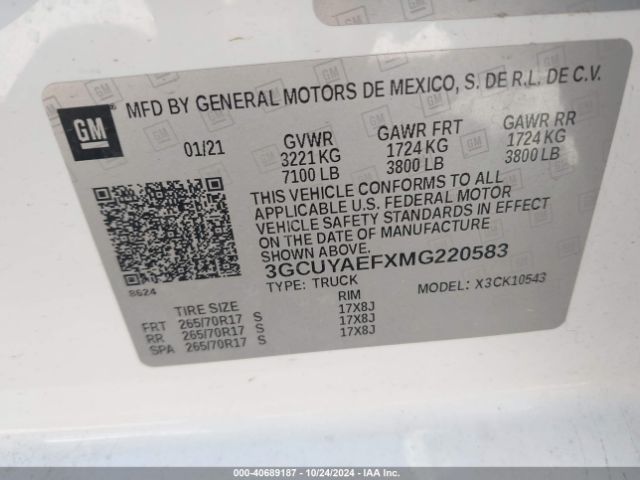 GM
MFD BY GENERAL MOTORS DE MEXICO, S. DE R.L. DE C.V.
01/21 GVWR GAWR FRT GAWR RR
3221 KG 1724 KG 1724 KG
7100 LB 3800 LB 3800 LB
THIS VEHICLE CONFORMS TO ALL
APPLICABLE U.S. FEDERAL MOTOR
VEHICLE SAFETY STANDARDS IN EFFECT
ON THE DATE OF MANUFACTURE
SHOWN ABOVE.
3GCUYAEFXMG220583
TYPE: TRUCK MODEL: X3CK10543
8624
TIRE SIZE RIM
FRT 265/70R17 S 17X8J
RR 265/70R17 S 17X8J
SPA 265/70R17 S 17X8J
000-40689187 - 10/24/2024 - IAA Inc.